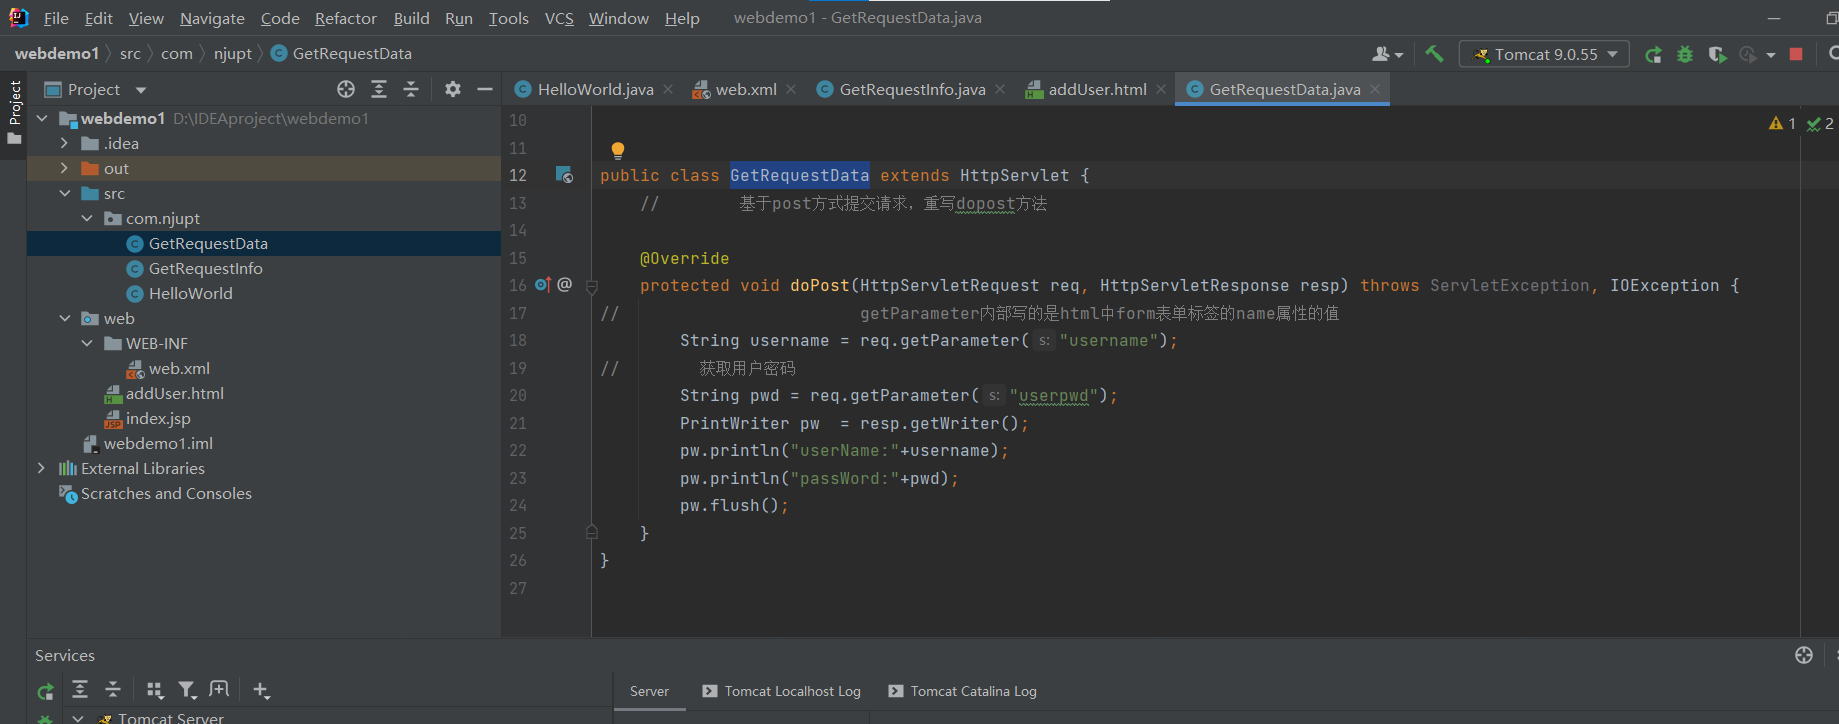 File Edit View Navigate Code Refactor Build Run Tools VCS Window Help webdemo1 - GetRequestData.java
webdemo1 src com njupt GetRequestData
Tomcat 9.0.55
Project
Project
HelloWorld.java web.xml GetRequestInfo.java addUser.html GetRequestData.java
webdemo1 D:\IDEAproject\webdemo1
.idea
out
src
com.njupt
GetRequestData
GetRequestInfo
HelloWorld
web
WEB-INF
web.xml
addUser.html
index.jsp
webdemo1.iml
External Libraries
Scratches and Consoles
1 2
10
11
12 public class GetRequestData extends HttpServlet {
13 // 基于post方式提交请求，重写dopost方法
14
15 @Override
16 @ protected void doPost(HttpServletRequest req, HttpServletResponse resp) throws ServletException, IOException {
17 // getParameter内部写的是html中form表单标签的name属性的值
18 String username = req.getParameter( s: "username");
19 // 获取用户密码
20 String pwd = req.getParameter( s: "userpwd");
21 PrintWriter pw  = resp.getWriter();
22 pw.println("userName:"+username);
23 pw.println("passWord:"+pwd);
24 pw.flush();
25 }
26 }
27
Services
Server Tomcat Localhost Log Tomcat Catalina Log
Tomcat Server